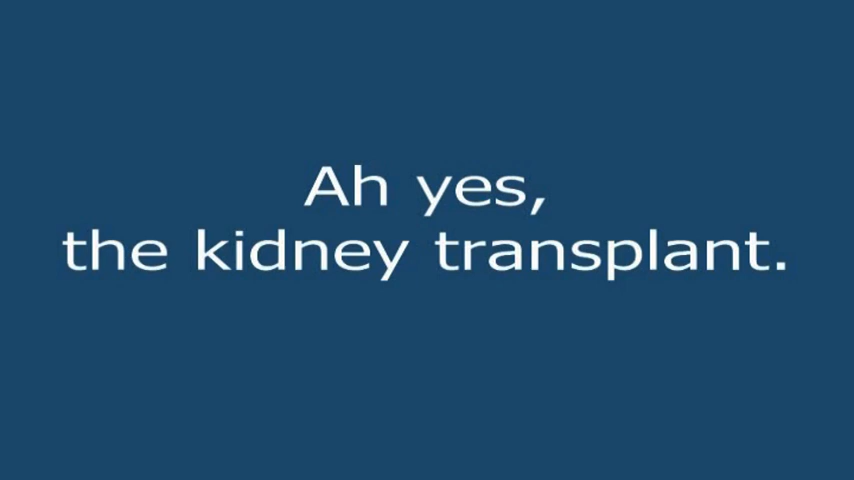 Ah yes,
the kidney transplant.